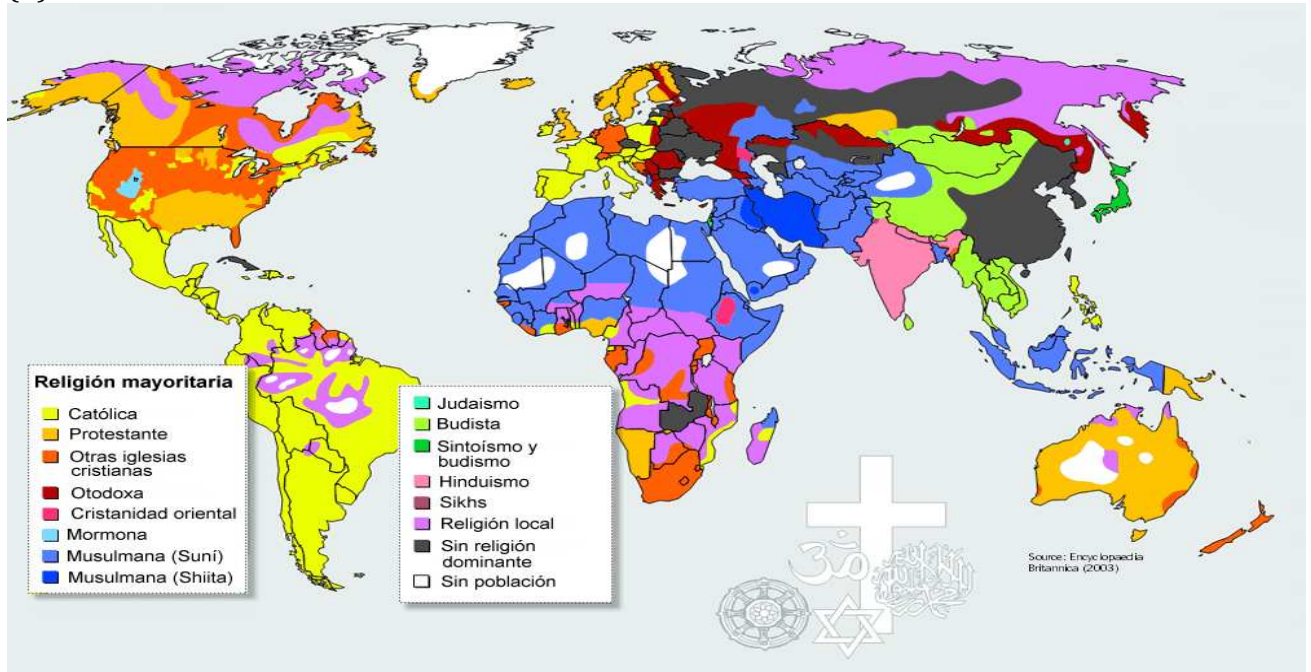 Religión mayoritaria
Católica
Protestante
Otras iglesias
cristianas
Otodoxa
Cristanidad oriental
Mormona
Musulmana (Suní)
Musulmana (Shiita)
Judaismo
Budista
Sintoísmo y
budismo
Hinduismo
Sikhs
Religión local
Sin religión
dominante
Sin población
Source: Encyclopaedia
Britannica (2003)